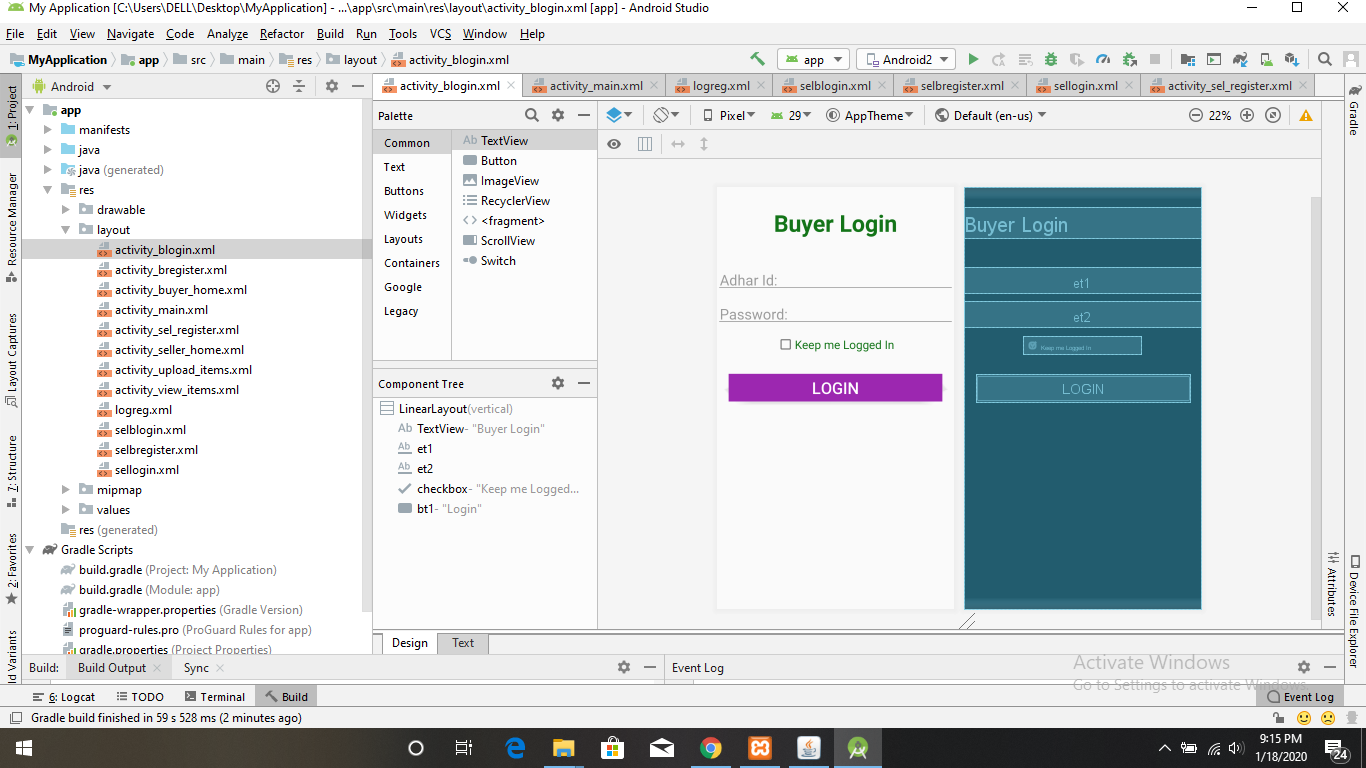 My Application [C:\Users\DELL\Desktop\MyApplication] - ...\app\src\main\res\layout\activity_blogin.xml [app] - Android Studio
File Edit View Navigate Code Analyze Refactor Build Run Tools VCS Window Help
MyApplication app src main res layout activity_blogin.xml app Android2
1: Project
Resource Manager
Layout Captures
7: Structure
2: Favorites
ld Variants
Android
app
manifests
java
java (generated)
res
drawable
layout
activity_blogin.xml
activity_bregister.xml
activity_buyer_home.xml
activity_main.xml
activity_sel_register.xml
activity_seller_home.xml
activity_upload_items.xml
activity_view_items.xml
logreg.xml
selblogin.xml
selbregister.xml
sellogin.xml
mipmap
values
res (generated)
Gradle Scripts
build.gradle (Project: My Application)
build.gradle (Module: app)
gradle-wrapper.properties (Gradle Version)
proguard-rules.pro (ProGuard Rules for app)
gradle.properties (Project Properties)
activity_blogin.xml activity_main.xml logreg.xml selblogin.xml selbregister.xml sellogin.xml activity_sel_register.xml
Palette
Common
Text
Buttons
Widgets
Layouts
Containers
Google
Legacy
Ab TextView
Button
ImageView
RecyclerView
<fragment>
ScrollView
Switch
Component Tree
LinearLayout(vertical)
Ab TextView- "Buyer Login"
Ab et1
Ab et2
checkbox- "Keep me Logged...
bt1- "Login"
Pixel 29 AppTheme Default (en-us) 22%
Buyer Login
Adhar Id:
Password:
Keep me Logged In
LOGIN
Buyer Login
et1
et2
Keep me Logged In
LOGIN
Gradle
Attributes
Device File Explorer
Design Text
Build: Build Output Sync
Event Log
Activate Windows
Go to Settings to activate Windows.
6: Logcat TODO Terminal Build Event Log
Gradle build finished in 59 s 528 ms (2 minutes ago)
9:15 PM
1/18/2020
24